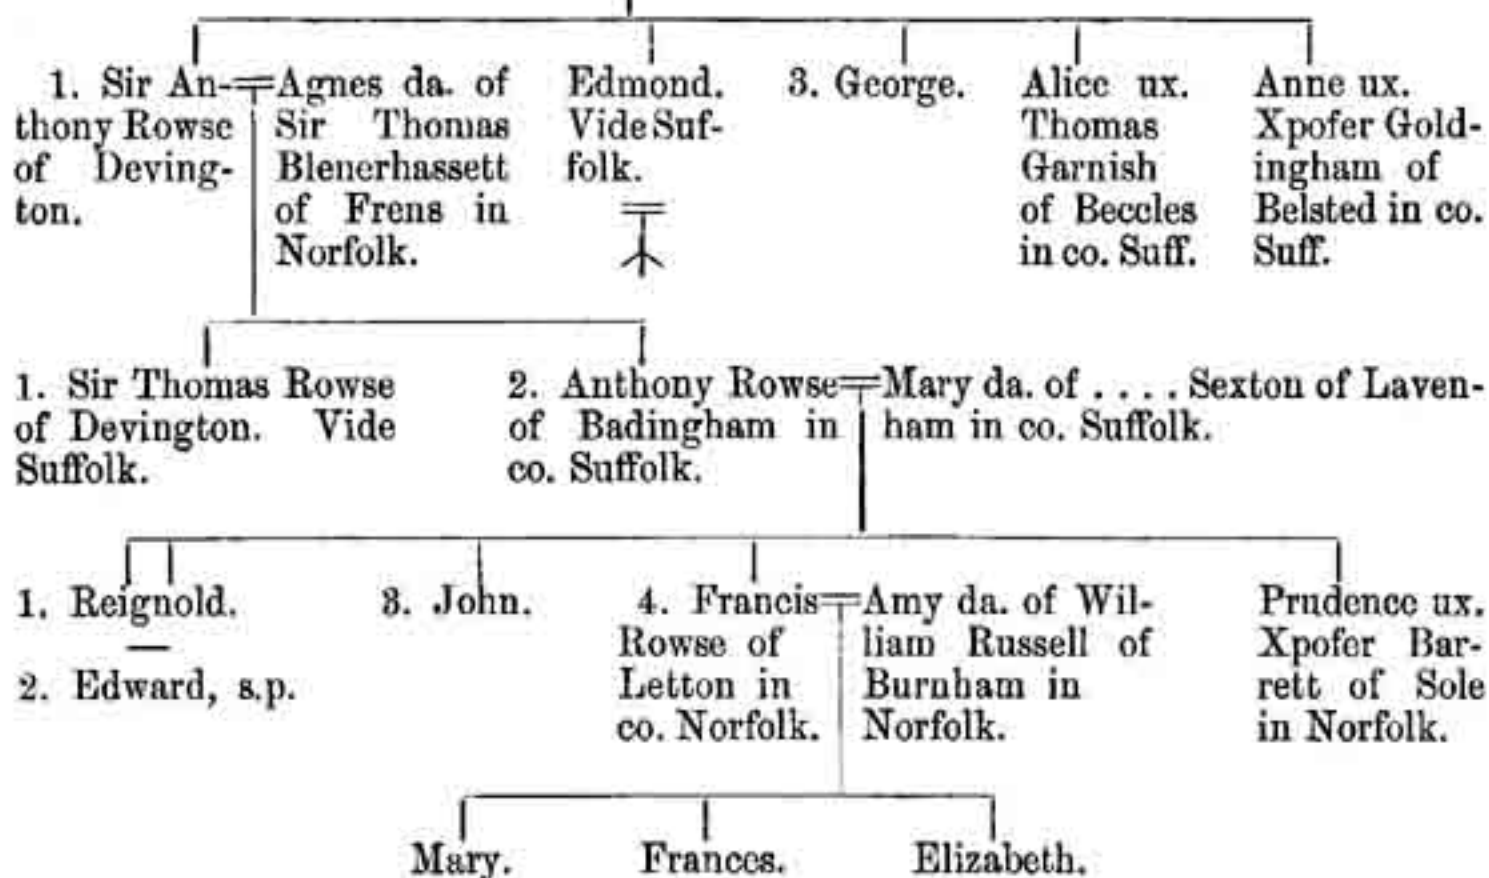 1. Sir An-
thony Rowse
of Deving-
ton.
Agnes da. of
Sir Thomas
Blenerhassett
of Frens in
Norfolk.
Edmond.
Vide Suf-
folk.
3. George.
Alice ux.
Thomas
Garnish
of Beccles
in co. Suff.
Anne ux.
Xpofer Gold-
ingham of
Belsted in co.
Suff.
1. Sir Thomas Rowse
of Devington. Vide
Suffolk.
2. Anthony Rowse
of Badingham in
co. Suffolk.
Mary da. of .... Sexton of Laven-
ham in co. Suffolk.
1. Reignold.
2. Edward, s.p.
3. John.
4. Francis
Rowse of
Letton in
co. Norfolk.
Amy da. of Wil-
liam Russell of
Burnham in
Norfolk.
Prudence ux.
Xpofer Bar-
rett of Sole
in Norfolk.
Mary.
Frances.
Elizabeth.